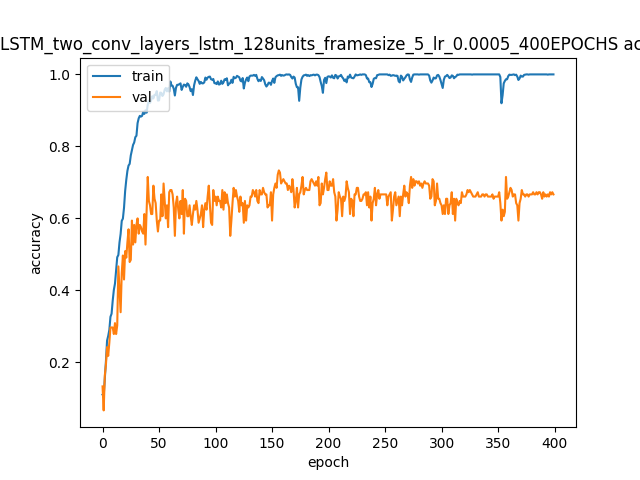 LSTM_two_conv_layers_lstm_128units_framesize_5_lr_0.0005_400EPOCHS ac
train
val
1.0
0.8
0.6
0.4
0.2
accuracy
0 50 100 150 200 250 300 350 400
epoch